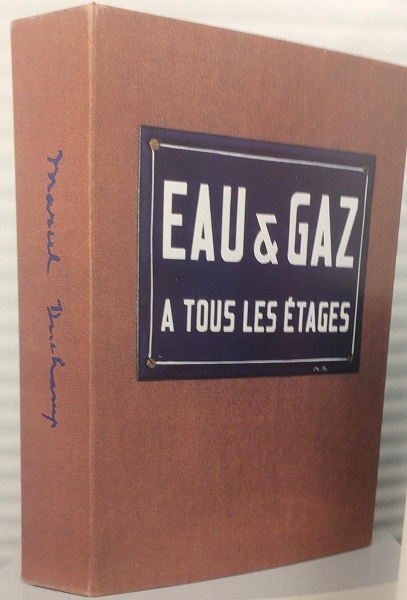 Marcel Duchamp
EAU & GAZ
A TOUS LES ÉTAGES
M.D.